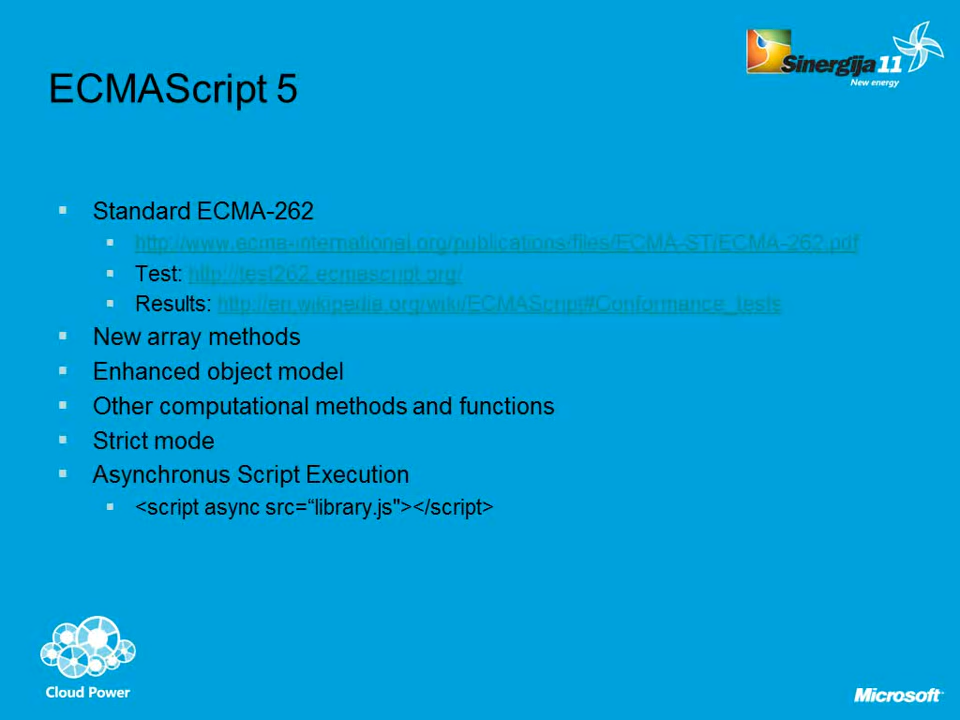 Sinergija 11
New energy
ECMAScript 5
Standard ECMA-262
http://www.ecma-international.org/publications/files/ECMA-ST/ECMA-262.pdf
Test: http://test262.ecmascript.org/
Results: http://en.wikipedia.org/wiki/ECMAScript#Conformance_tests
New array methods
Enhanced object model
Other computational methods and functions
Strict mode
Asynchronus Script Execution
<script async src=“library.js"></script>
Cloud Power
Microsoft